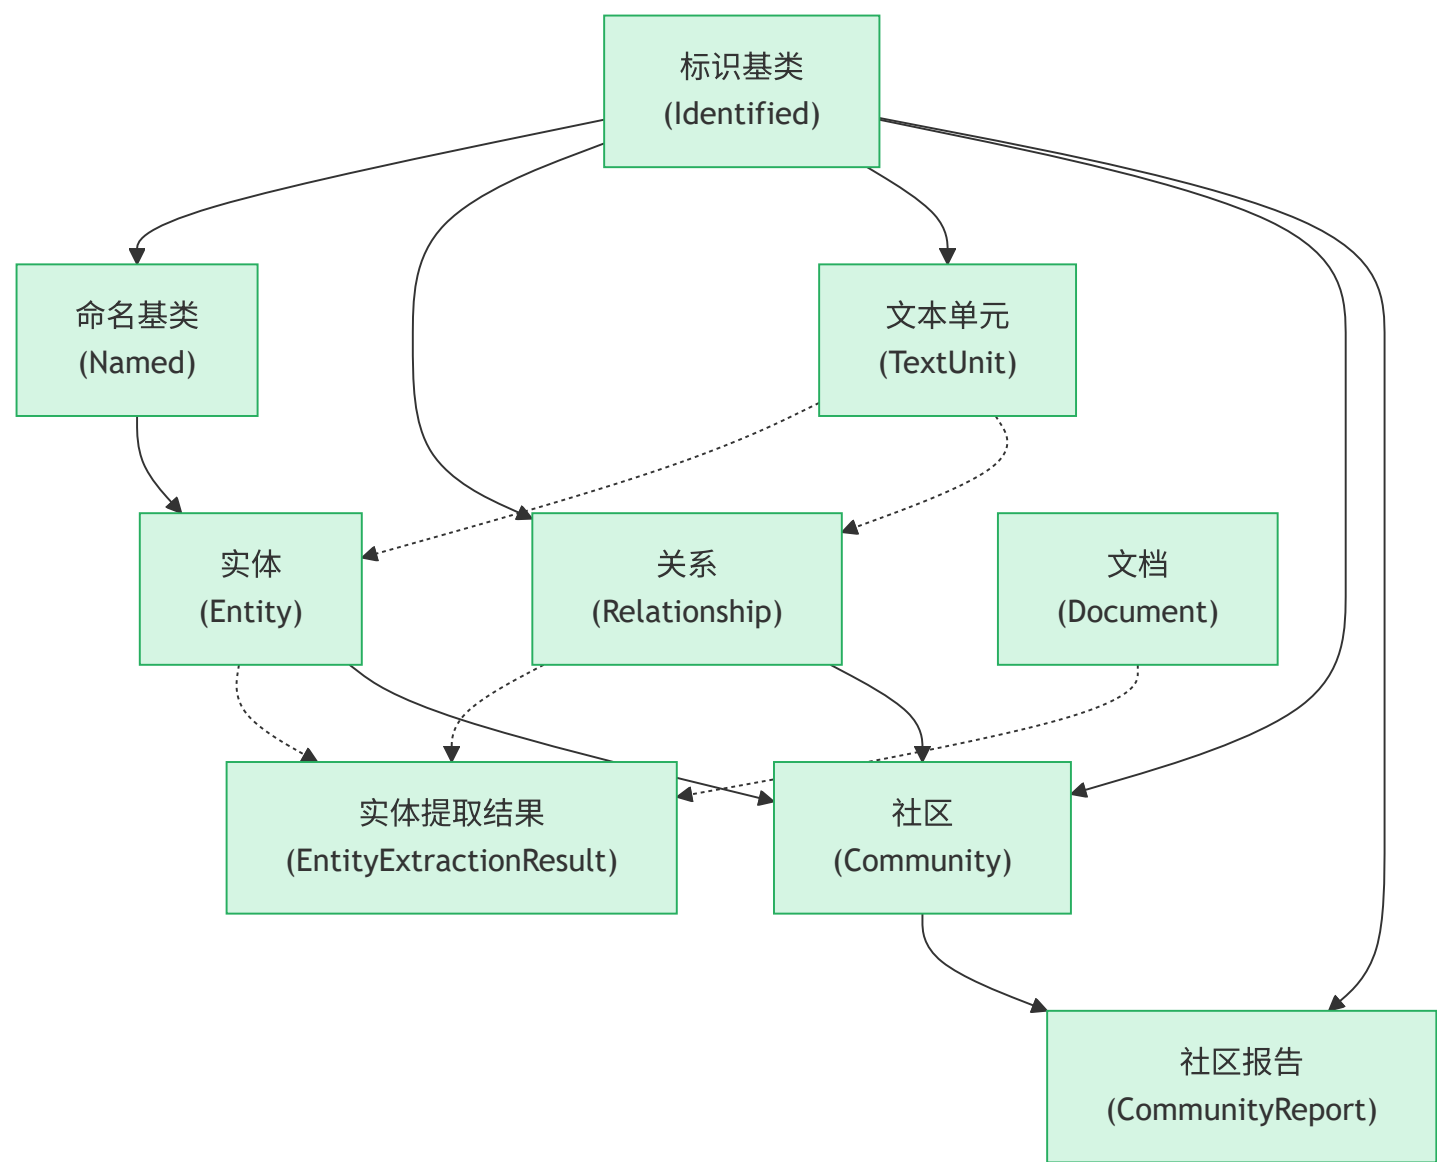 标识基类
(Identified)
命名基类
(Named)
文本单元
(TextUnit)
实体
(Entity)
关系
(Relationship)
文档
(Document)
实体提取结果
(EntityExtractionResult)
社区
(Community)
社区报告
(CommunityReport)